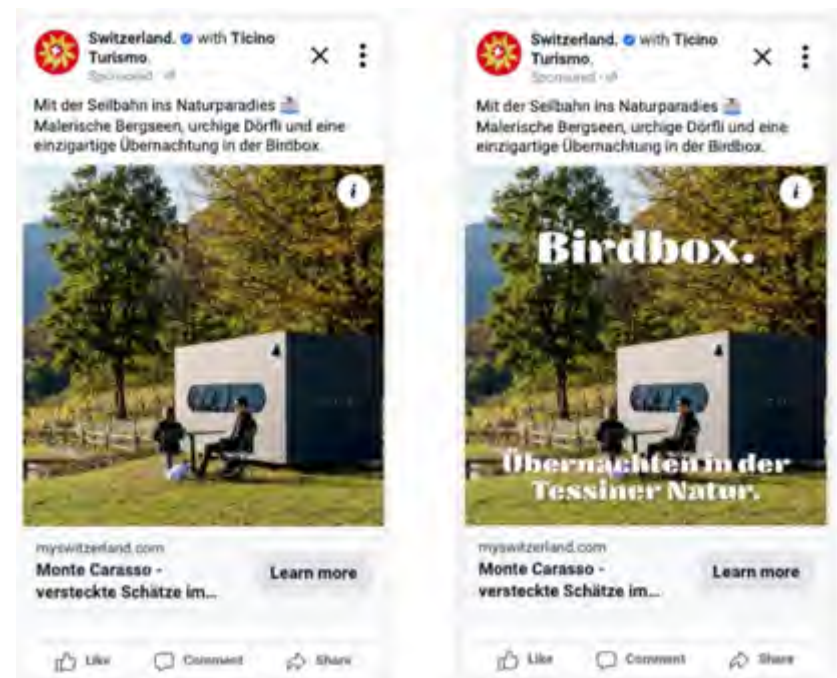 Switzerland. with Ticino
Turismo.
Sponsored ·
Mit der Seilbahn ins Naturparadies
Malerische Bergseen, urchige Dörfli und eine
einzigartige Übernachtung in der Birdbox.
i
myswitzerland.com
Monte Carasso -
versteckte Schätze im...
Learn more
Like
Comment
Share
Switzerland. with Ticino
Turismo.
Sponsored ·
Mit der Seilbahn ins Naturparadies
Malerische Bergseen, urchige Dörfli und eine
einzigartige Übernachtung in der Birdbox.
i
Birdbox.
Übernachten in der
Tessiner Natur.
myswitzerland.com
Monte Carasso -
versteckte Schätze im...
Learn more
Like
Comment
Share